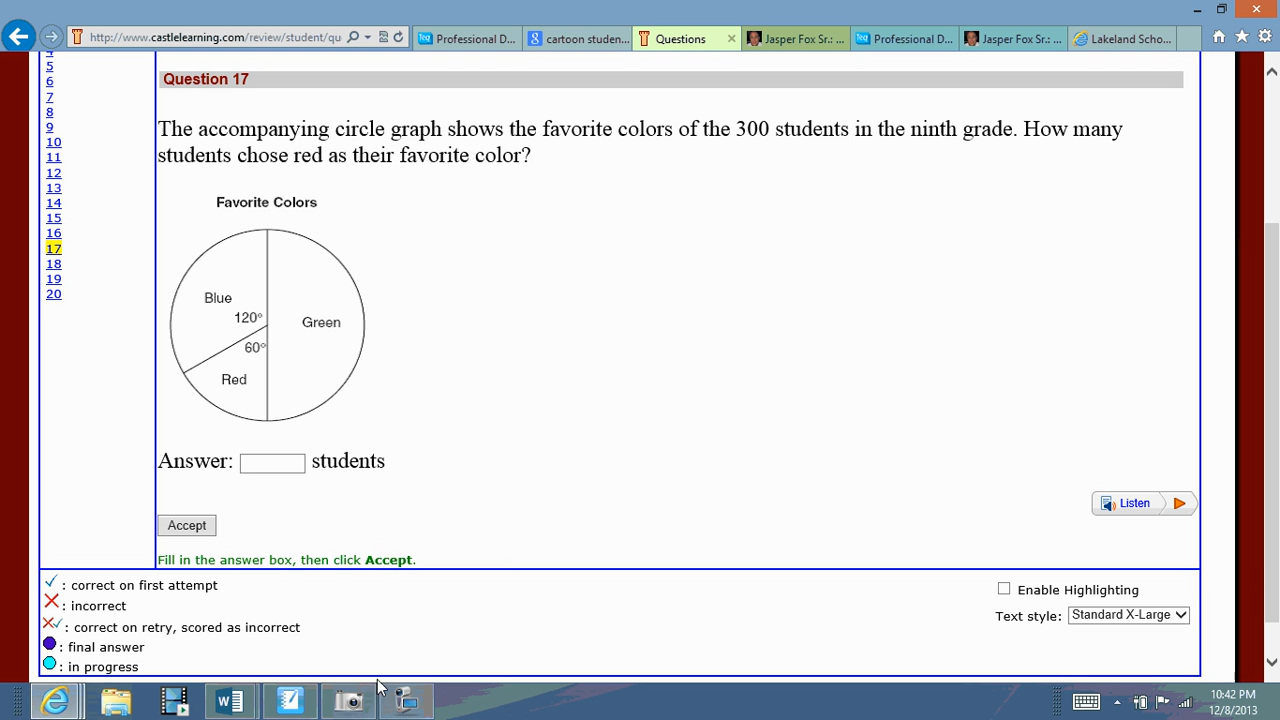 http://www.castlelearning.com/review/student/qu
Professional D...
cartoon studen...
Questions
Jasper Fox Sr.: ...
Professional D...
Jasper Fox Sr.: ...
Lakeland Scho...
4
5
6
7
8
9
10
11
12
13
14
15
16
17
18
19
20
Question 17
The accompanying circle graph shows the favorite colors of the 300 students in the ninth grade. How many
students chose red as their favorite color?
Favorite Colors
Blue
120°
Green
60°
Red
Answer: students
Listen
Accept
Fill in the answer box, then click Accept.
: correct on first attempt
: incorrect
: correct on retry, scored as incorrect
: final answer
: in progress
Enable Highlighting
Text style: Standard X-Large
10:42 PM
12/8/2013